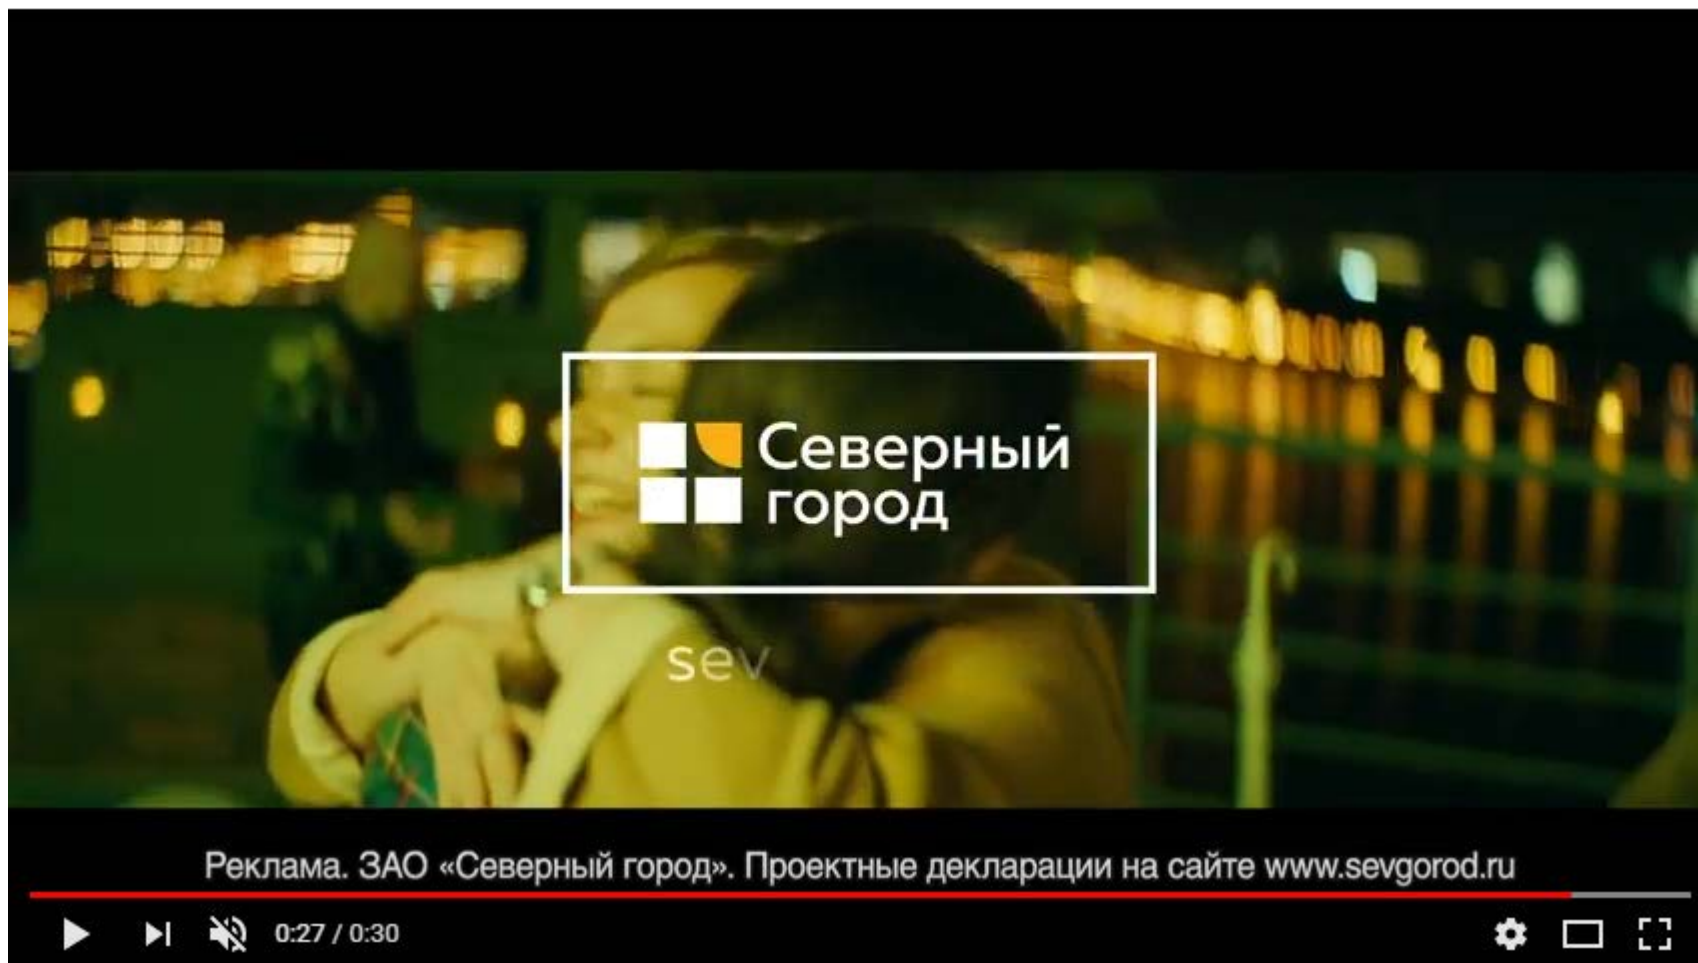 Северный
город
sev
Реклама. ЗАО «Северный город». Проектные декларации на сайте www.sevgorod.ru
0:27 / 0:30